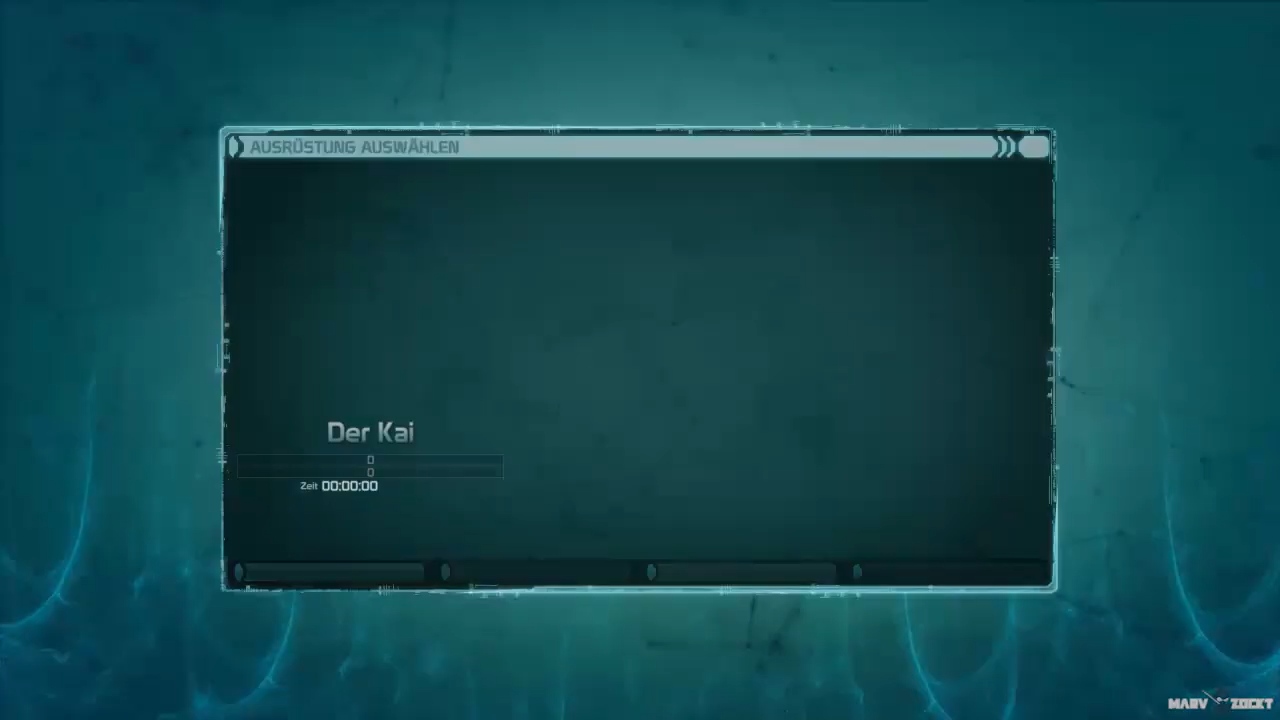 AUSRÜSTUNG AUSWÄHLEN
Der Kai
0
0
Zeit 00:00:00
MARV ZOCKT